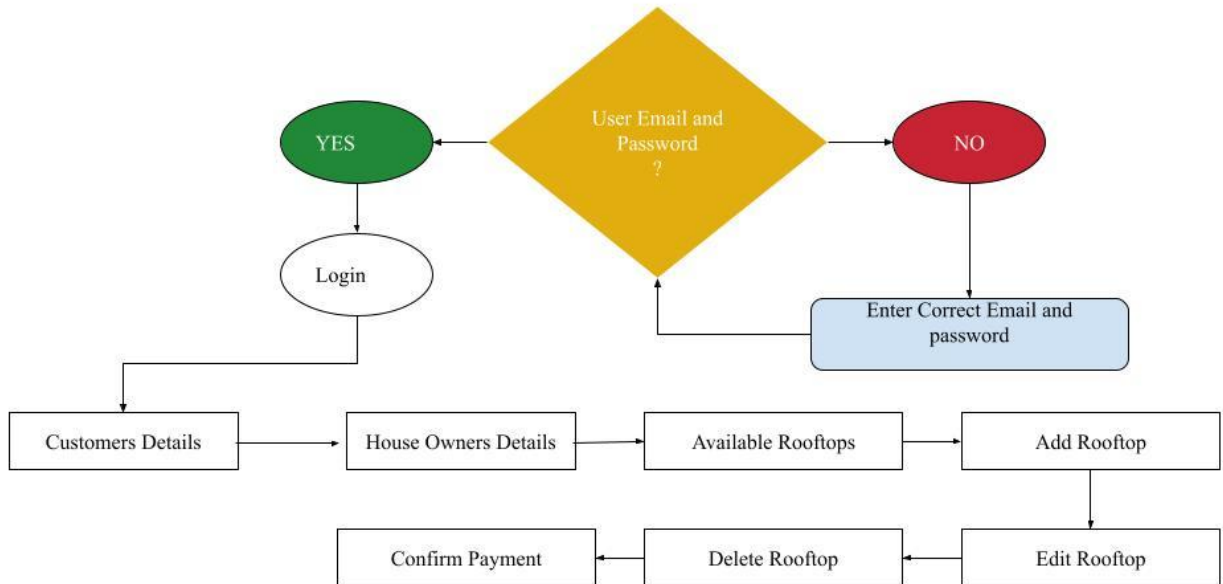 User Email and
Password
?
YES
NO
Login
Enter Correct Email and
password
Customers Details
House Owners Details
Available Rooftops
Add Rooftop
Confirm Payment
Delete Rooftop
Edit Rooftop